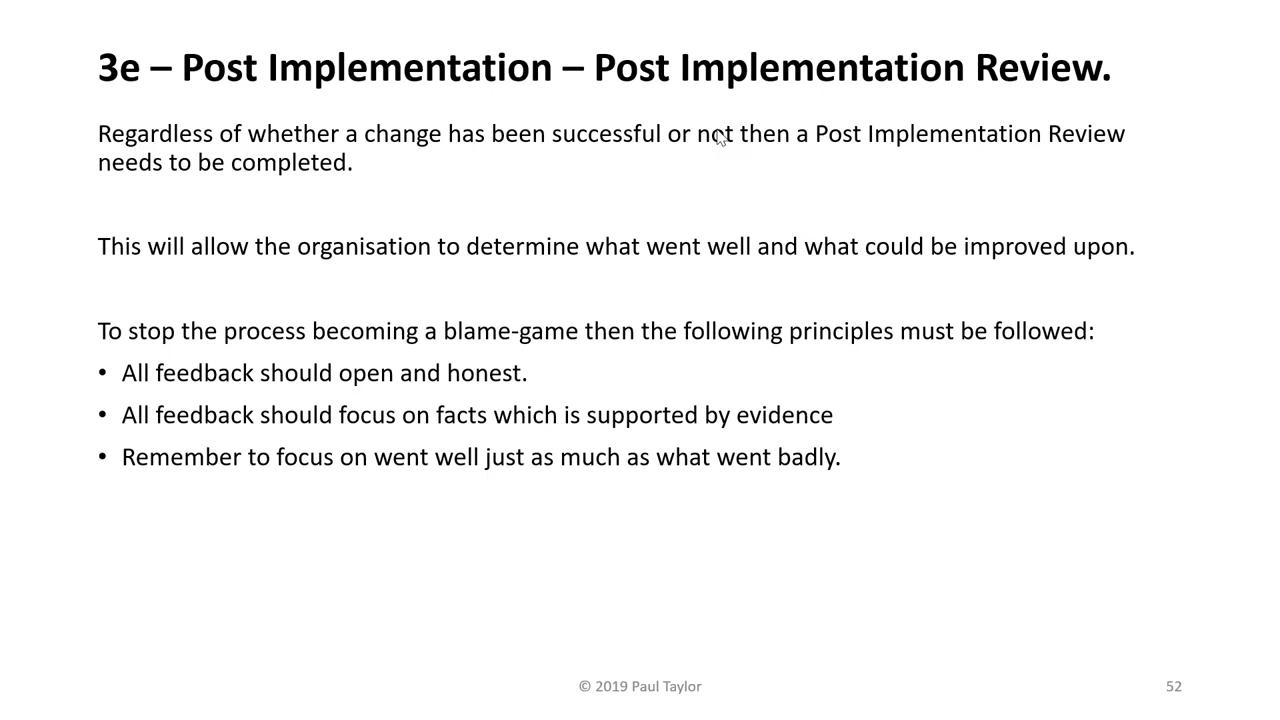 3e – Post Implementation – Post Implementation Review.
Regardless of whether a change has been successful or not then a Post Implementation Review
needs to be completed.
This will allow the organisation to determine what went well and what could be improved upon.
To stop the process becoming a blame-game then the following principles must be followed:
• All feedback should open and honest.
• All feedback should focus on facts which is supported by evidence
• Remember to focus on went well just as much as what went badly.
© 2019 Paul Taylor
52